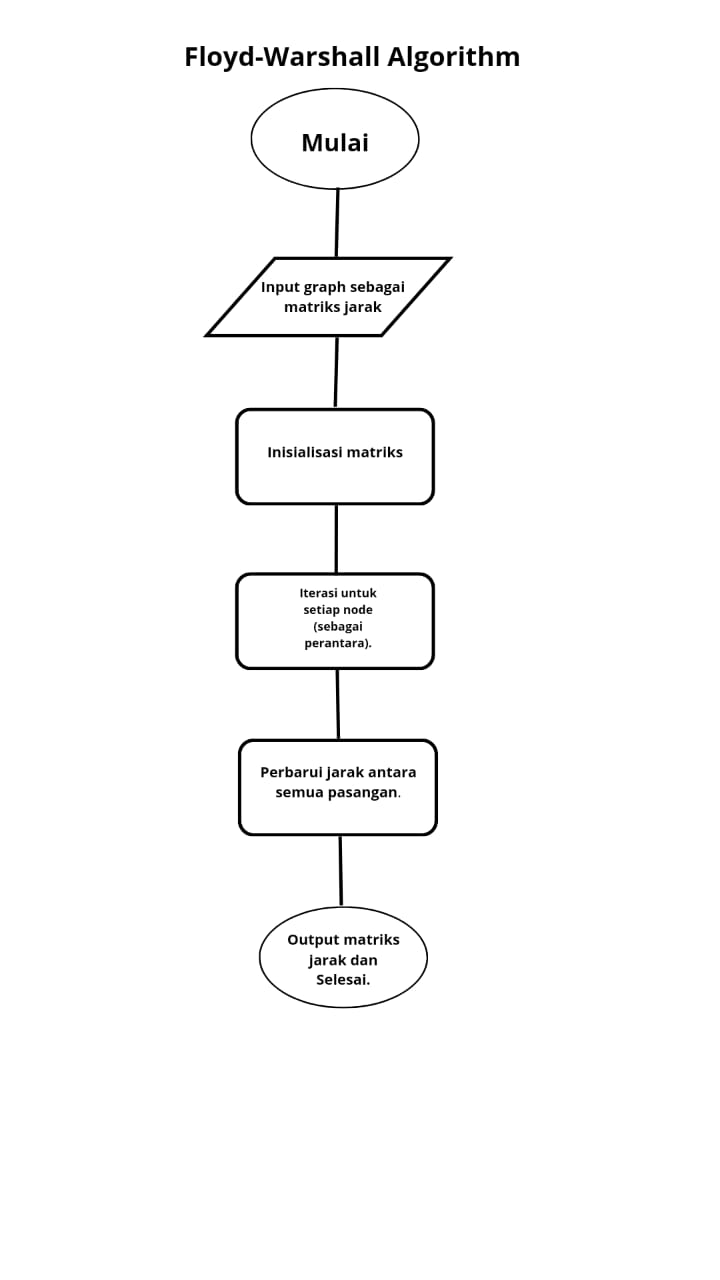 Floyd-Warshall Algorithm
Mulai
Input graph sebagai
matriks jarak
Inisialisasi matriks
Iterasi untuk
setiap node
(sebagai
perantara).
Perbarui jarak antara
semua pasangan.
Output matriks
jarak dan
Selesai.